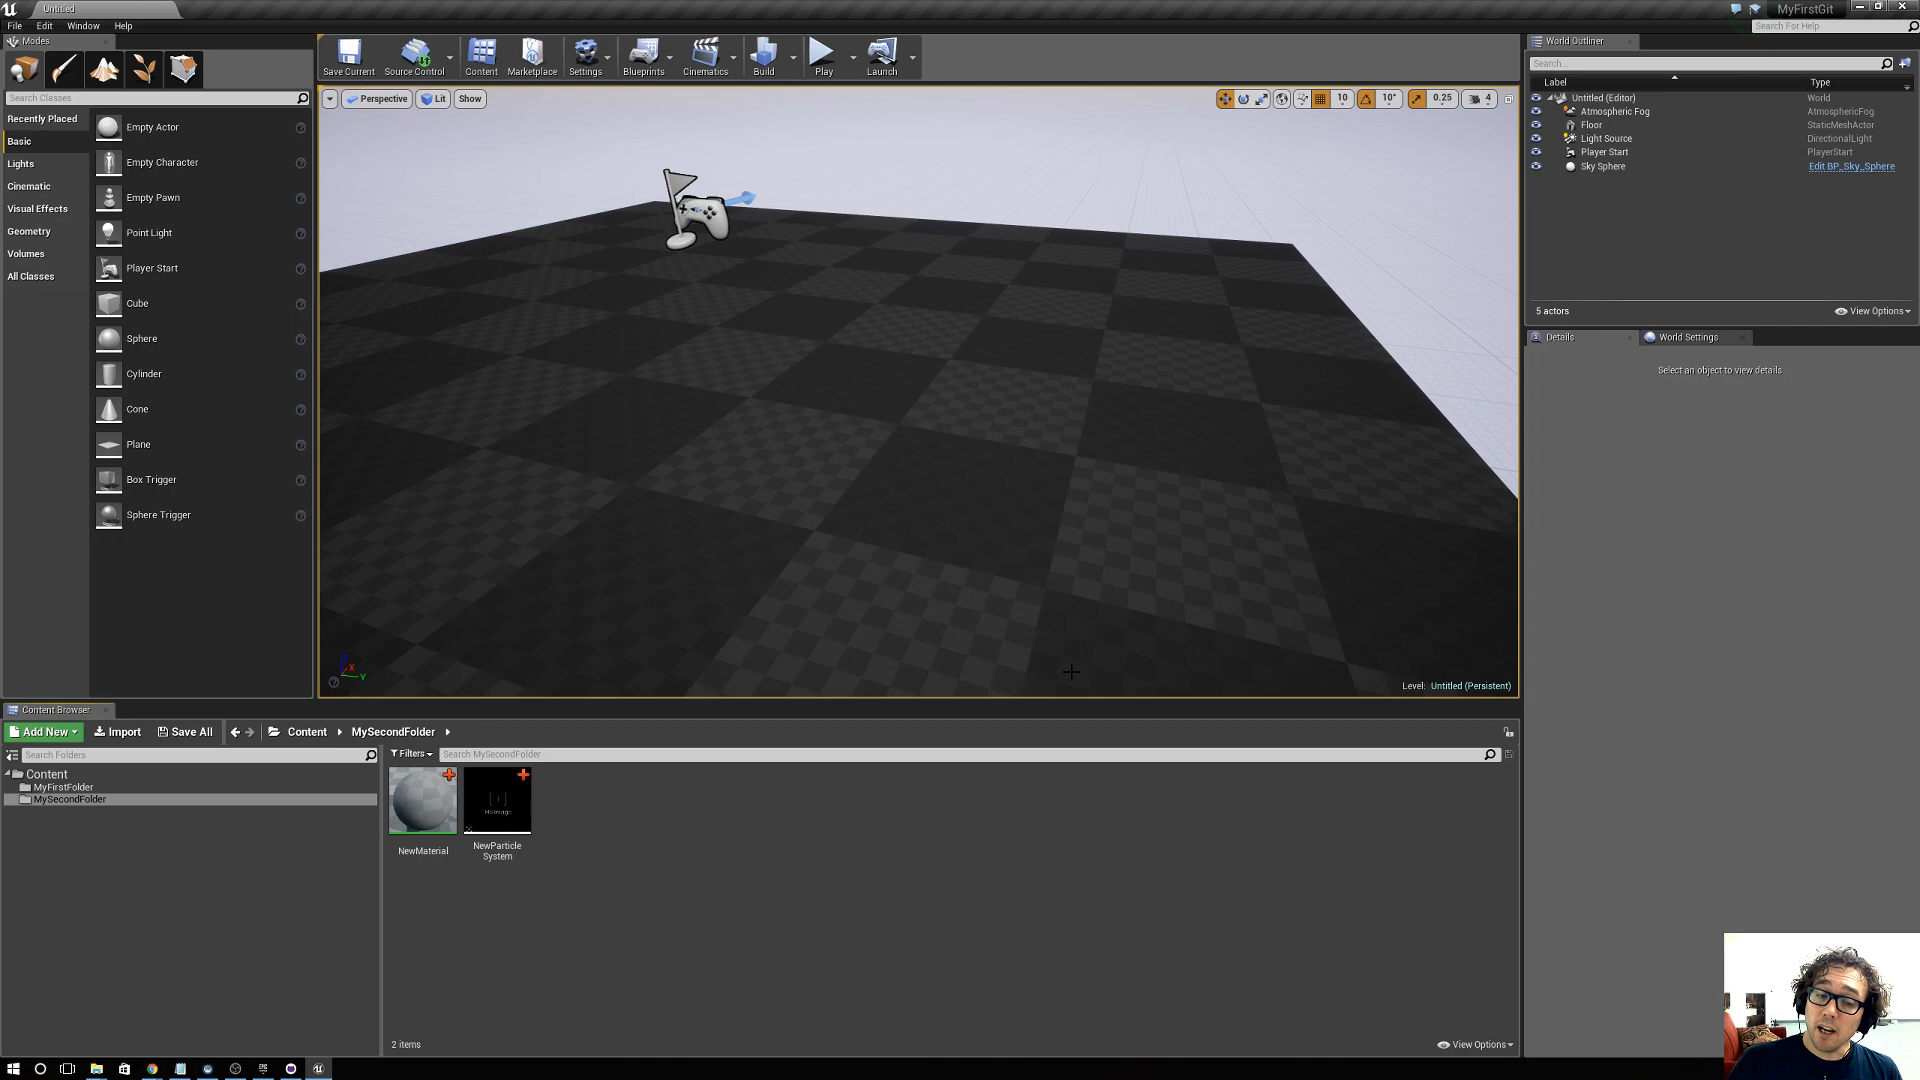 Untitled
MyFirstGit
File Edit Window Help
Search For Help
Modes
Search Classes
Recently Placed
Basic
Lights
Cinematic
Visual Effects
Geometry
Volumes
All Classes
Empty Actor
Empty Character
Empty Pawn
Point Light
Player Start
Cube
Sphere
Cylinder
Cone
Plane
Box Trigger
Sphere Trigger
Save Current Source Control Content Marketplace Settings Blueprints Cinematics Build Play Launch
Perspective Lit Show
10 10° 0.25 4
Level: Untitled (Persistent)
World Outliner
Search...
Label Type
Untitled (Editor) World
Atmospheric Fog AtmosphericFog
Floor StaticMeshActor
Light Source DirectionalLight
Player Start PlayerStart
Sky Sphere Edit BP_Sky_Sphere
5 actors View Options
Details World Settings
Select an object to view details
Content Browser
Add New Import Save All Content MySecondFolder
Search Folders
Filters Search MySecondFolder
Content
MyFirstFolder
MySecondFolder
No Image
NewMaterial
NewParticle
System
2 items View Options